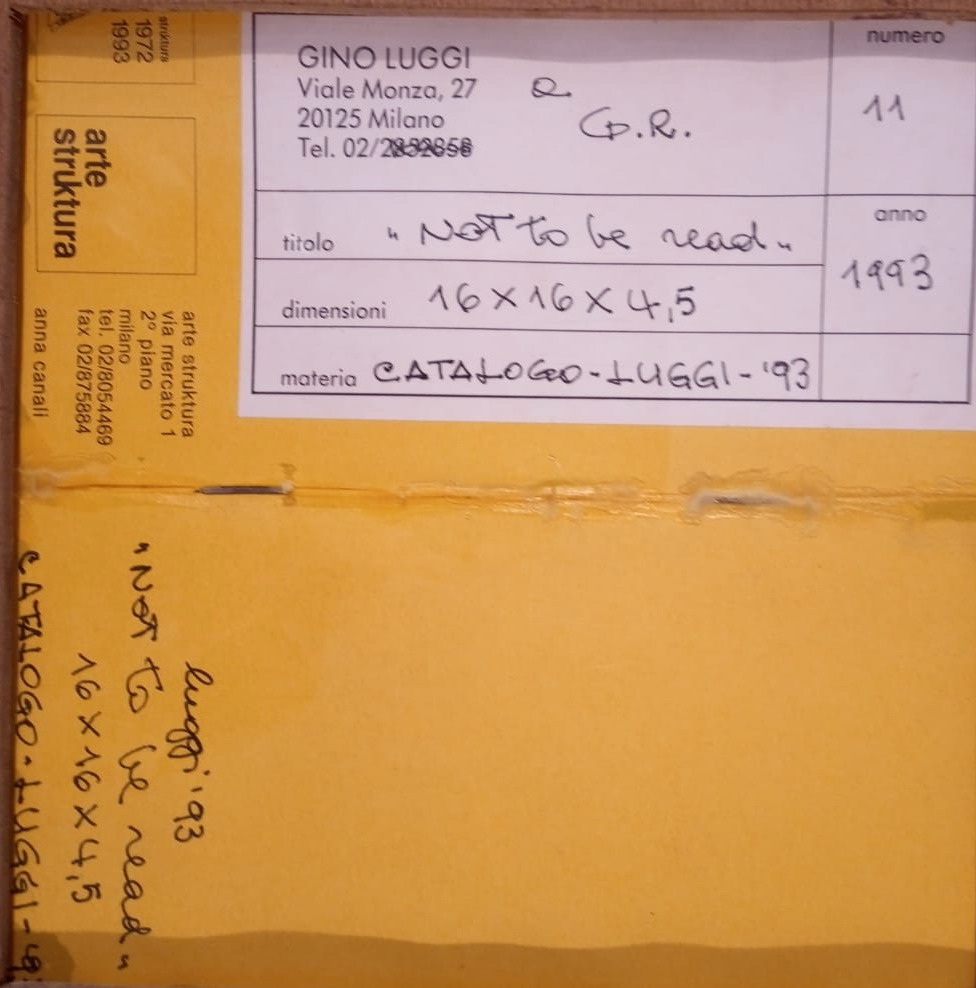 GINO LUGGI
Viale Monza, 27
20125 Milano
Tel. 02/2
a
G.R.
numero
11
titolo "NOT to be read"
anno
1993
dimensioni 16 x 16 x 4,5
materia CATALOGO-LUGGI-'93
struktura
1972
1993
arte
struktura
arte struktura
via mercato 1
2° piano
milano
tel. 02/8054469
fax 02/875884
anna canali
luggi '93
"NOT to be read"
16 x 16 x 4,5
CATALOGO-LUGGI-'93